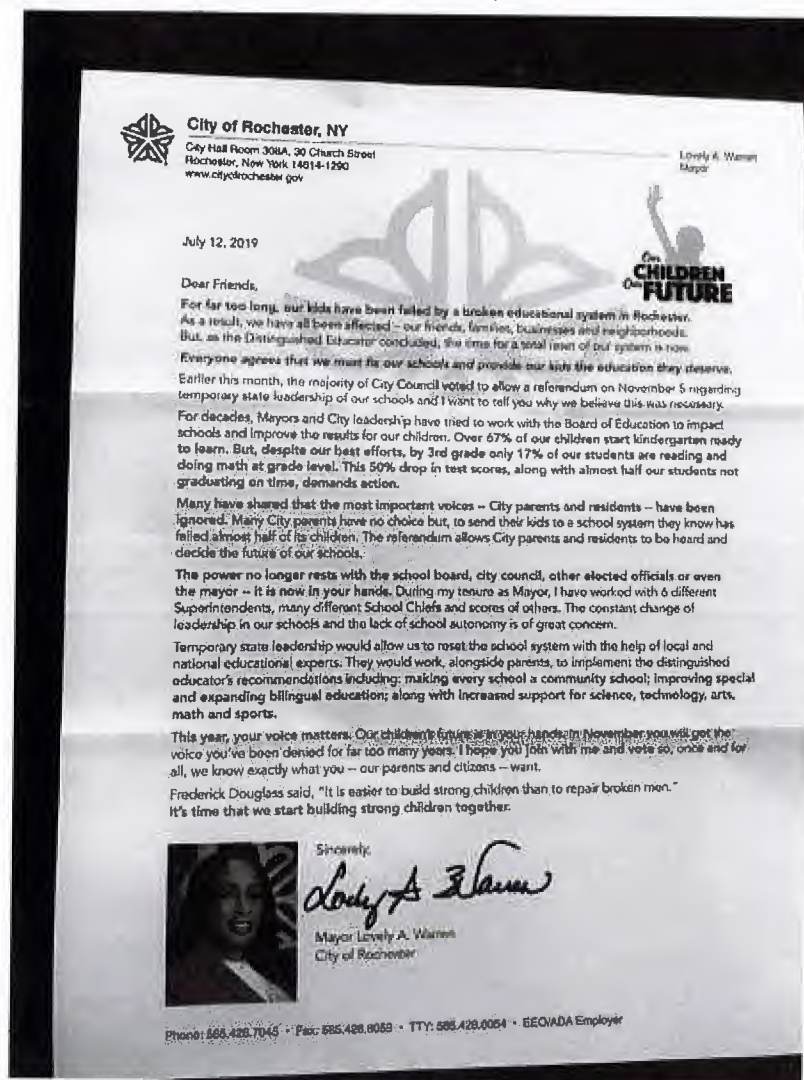 City of Rochester, NY
City Hall Room 308A, 30 Church Street
Rochester, New York 14614-1290
www.cityofrochester.gov
Lovely A. Warren
Mayor
July 12, 2019
Our
CHILDREN
Our
FUTURE
Dear Friends,
For far too long, our kids have been failed by a broken educational system in Rochester.
As a result, we have all been affected – our friends, families, businesses and neighborhoods.
But, as the Distinguished Educator concluded, the time for a total reset of our system is now.
Everyone agrees that we must fix our schools and provide our kids the education they deserve.
Earlier this month, the majority of City Council voted to allow a referendum on November 5 regarding
temporary state leadership of our schools and I want to tell you why we believe this was necessary.
For decades, Mayors and City leadership have tried to work with the Board of Education to impact
schools and improve the results for our children. Over 67% of our children start kindergarten ready
to learn. But, despite our best efforts, by 3rd grade only 17% of our students are reading and
doing math at grade level. This 50% drop in test scores, along with almost half our students not
graduating on time, demands action.
Many have shared that the most important voices – City parents and residents – have been
ignored. Many City parents have no choice but, to send their kids to a school system they know has
failed almost half of its children. The referendum allows City parents and residents to be heard and
decide the future of our schools.
The power no longer rests with the school board, city council, other elected officials or even
the mayor – it is now in your hands. During my tenure as Mayor, I have worked with 6 different
Superintendents, many different School Chiefs and scores of others. The constant change of
leadership in our schools and the lack of school autonomy is of great concern.
Temporary state leadership would allow us to reset the school system with the help of local and
national educational experts. They would work, alongside parents, to implement the distinguished
educator's recommendations including: making every school a community school; improving special
and expanding bilingual education; along with increased support for science, technology, arts,
math and sports.
This year, your voice matters. Our children's future is in your hands. In November you will get the
voice you've been denied for far too many years. I hope you join with me and vote so, once and for
all, we know exactly what you – our parents and citizens – want.
Frederick Douglass said, "It is easier to build strong children than to repair broken men."
It's time that we start building strong children together.
Sincerely,
Lovely A Warren
Mayor Lovely A. Warren
City of Rochester
Phone: 585.428.7045 • Fax: 585.428.6059 • TTY: 585.428.6054 • EEO/ADA Employer